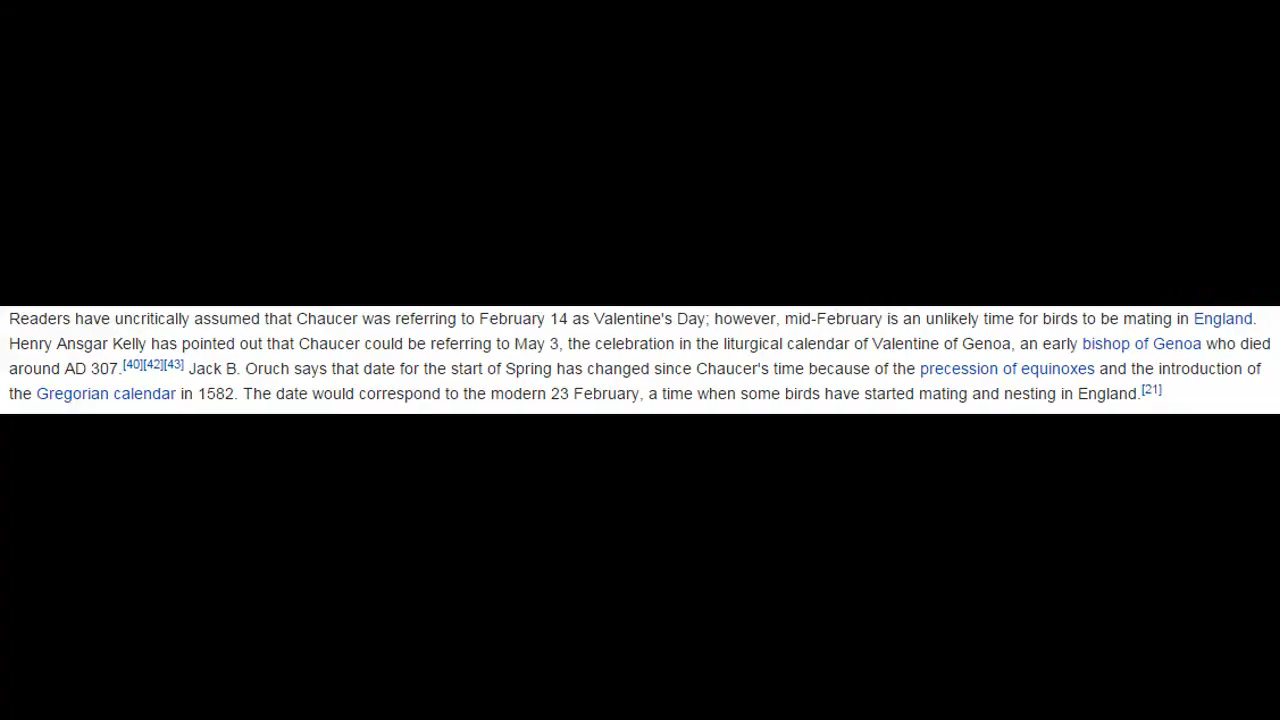 Readers have uncritically assumed that Chaucer was referring to February 14 as Valentine's Day; however, mid-February is an unlikely time for birds to be mating in England.
Henry Ansgar Kelly has pointed out that Chaucer could be referring to May 3, the celebration in the liturgical calendar of Valentine of Genoa, an early bishop of Genoa who died
around AD 307.[40][42][43] Jack B. Oruch says that date for the start of Spring has changed since Chaucer's time because of the precession of equinoxes and the introduction of
the Gregorian calendar in 1582. The date would correspond to the modern 23 February, a time when some birds have started mating and nesting in England.[21]